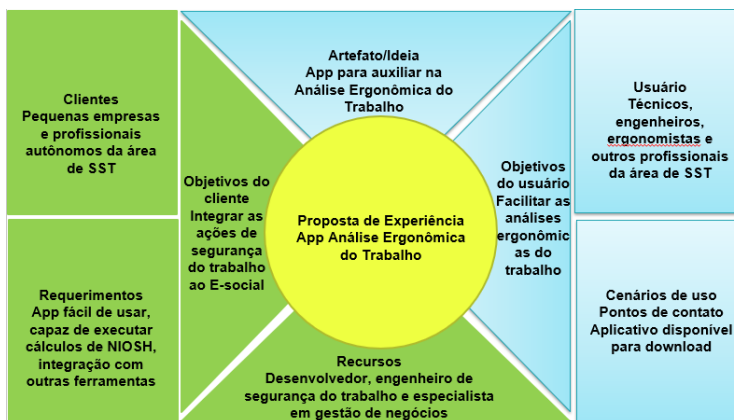 Artefato/Ideia
App para auxiliar na
Análise Ergonômica do
Trabalho
Clientes
Pequenas empresas
e profissionais
autônomos da área
de SST
Usuário
Técnicos,
engenheiros,
ergonomistas e
outros profissionais
da área de SST
Objetivos do
cliente
Integrar as
ações de
segurança
do trabalho
ao E-social
Proposta de Experiência
App Análise Ergonômica
do Trabalho
Objetivos
do usuário
Facilitar as
análises
ergonômic
as do
trabalho
Requerimentos
App fácil de usar,
capaz de executar
cálculos de NIOSH,
integração com
outras ferramentas
Cenários de uso
Pontos de contato
Aplicativo disponível
para download
Recursos
Desenvolvedor, engenheiro de
segurança do trabalho e especialista
em gestão de negócios